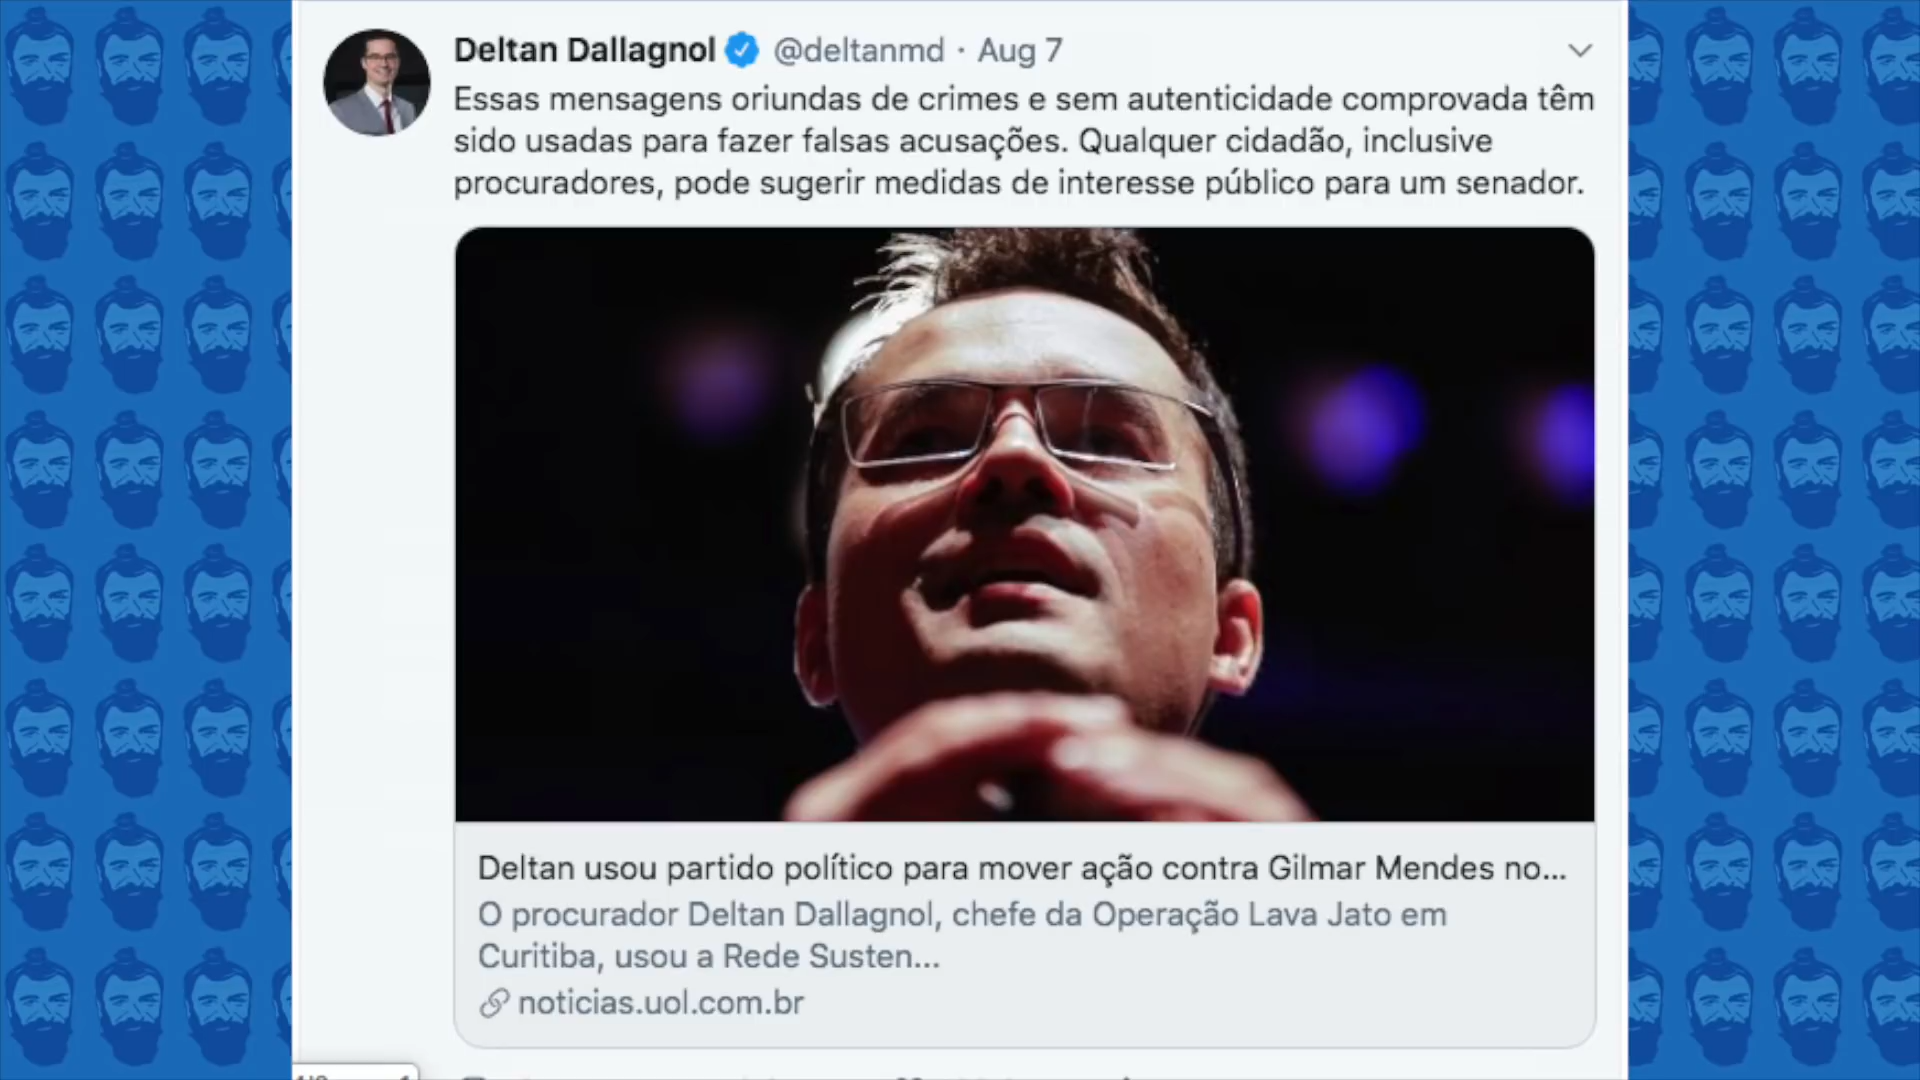 Deltan Dallagnol @deltanmd · Aug 7
Essas mensagens oriundas de crimes e sem autenticidade comprovada têm
sido usadas para fazer falsas acusações. Qualquer cidadão, inclusive
procuradores, pode sugerir medidas de interesse público para um senador.
Deltan usou partido político para mover ação contra Gilmar Mendes no...
O procurador Deltan Dallagnol, chefe da Operação Lava Jato em
Curitiba, usou a Rede Susten...
noticias.uol.com.br